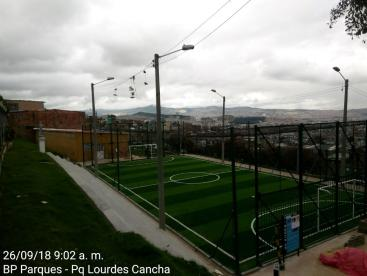 26/09/18 9:02 a. m.
BP Parques - Pq Lourdes Cancha